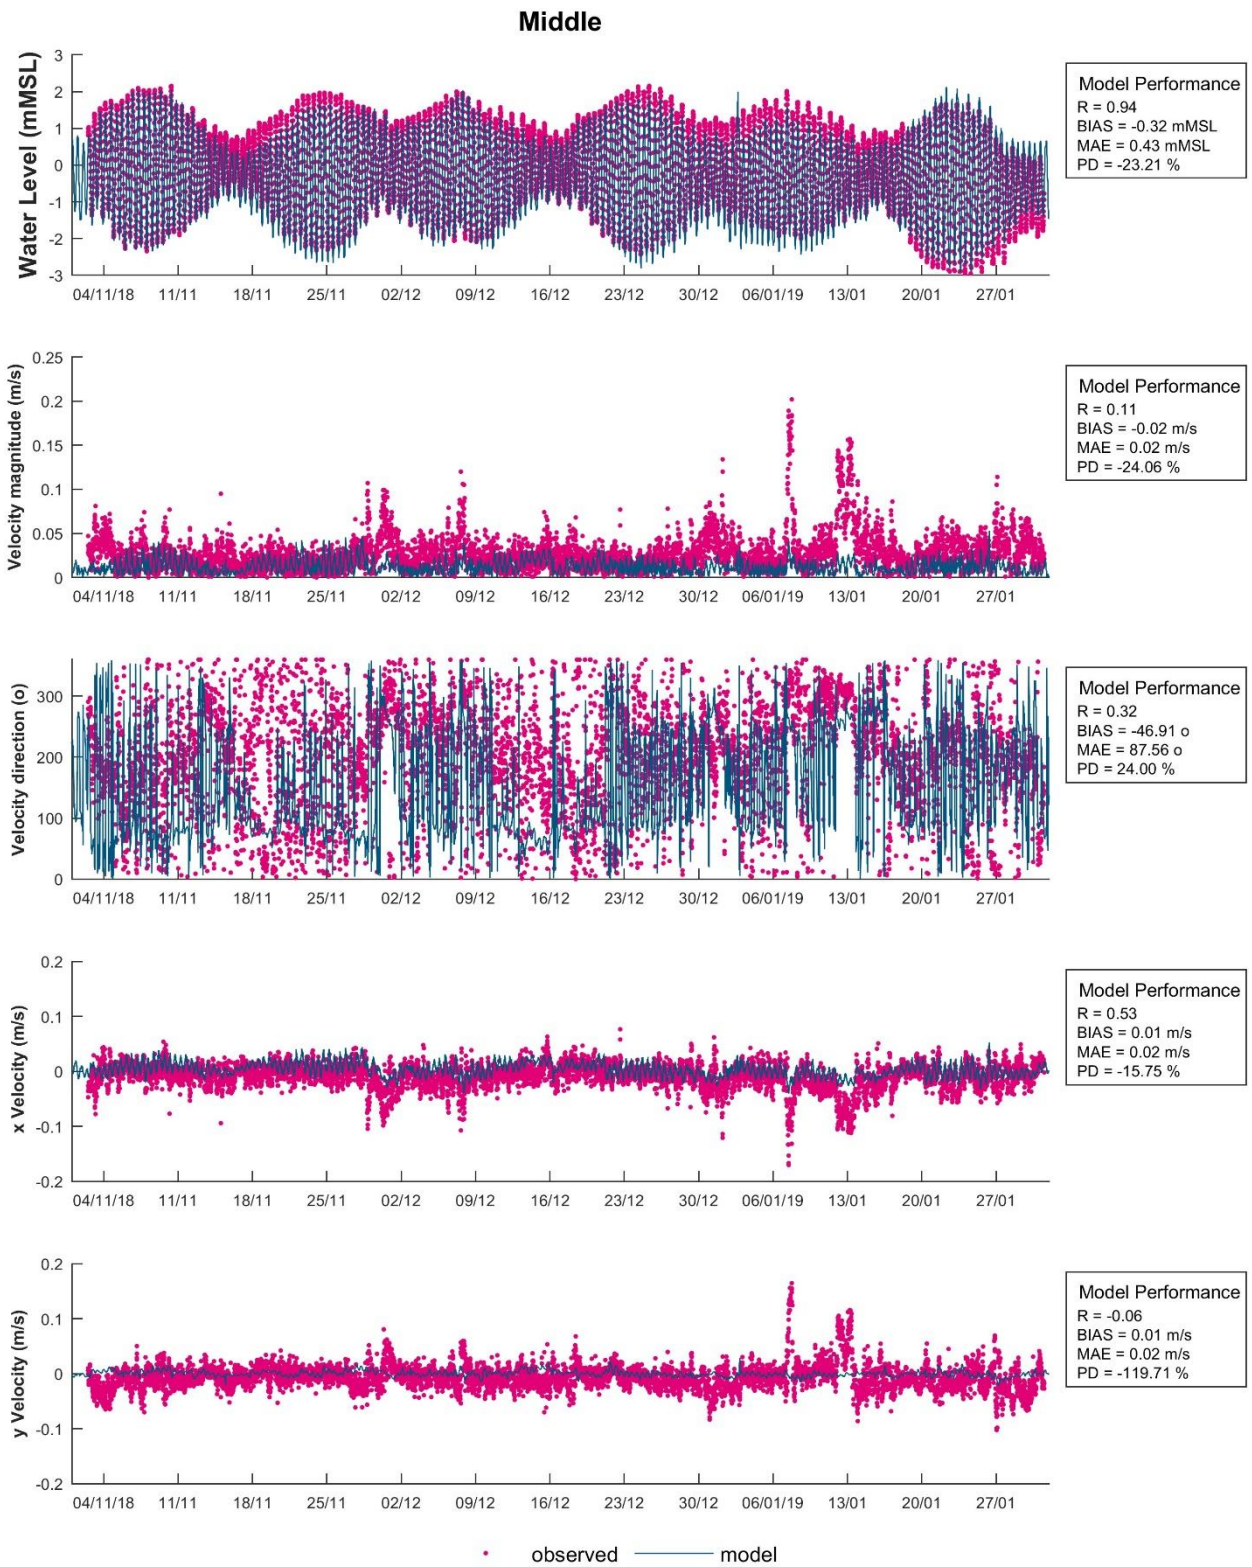 Middle
Water Level (mMSL)
3
2
1
0
-1
-2
-3
04/11/18 11/11 18/11 25/11 02/12 09/12 16/12 23/12 30/12 06/01/19 13/01 20/01 27/01
Model Performance
R = 0.94
BIAS = -0.32 mMSL
MAE = 0.43 mMSL
PD = -23.21 %
Velocity magnitude (m/s)
0.25
0.2
0.15
0.1
0.05
0
04/11/18 11/11 18/11 25/11 02/12 09/12 16/12 23/12 30/12 06/01/19 13/01 20/01 27/01
Model Performance
R = 0.11
BIAS = -0.02 m/s
MAE = 0.02 m/s
PD = -24.06 %
Velocity direction (o)
300
200
100
0
04/11/18 11/11 18/11 25/11 02/12 09/12 16/12 23/12 30/12 06/01/19 13/01 20/01 27/01
Model Performance
R = 0.32
BIAS = -46.91 o
MAE = 87.56 o
PD = 24.00 %
x Velocity (m/s)
0.2
0.1
0
-0.1
-0.2
04/11/18 11/11 18/11 25/11 02/12 09/12 16/12 23/12 30/12 06/01/19 13/01 20/01 27/01
Model Performance
R = 0.53
BIAS = 0.01 m/s
MAE = 0.02 m/s
PD = -15.75 %
y Velocity (m/s)
0.2
0.1
0
-0.1
-0.2
04/11/18 11/11 18/11 25/11 02/12 09/12 16/12 23/12 30/12 06/01/19 13/01 20/01 27/01
Model Performance
R = -0.06
BIAS = 0.01 m/s
MAE = 0.02 m/s
PD = -119.71 %
observed model